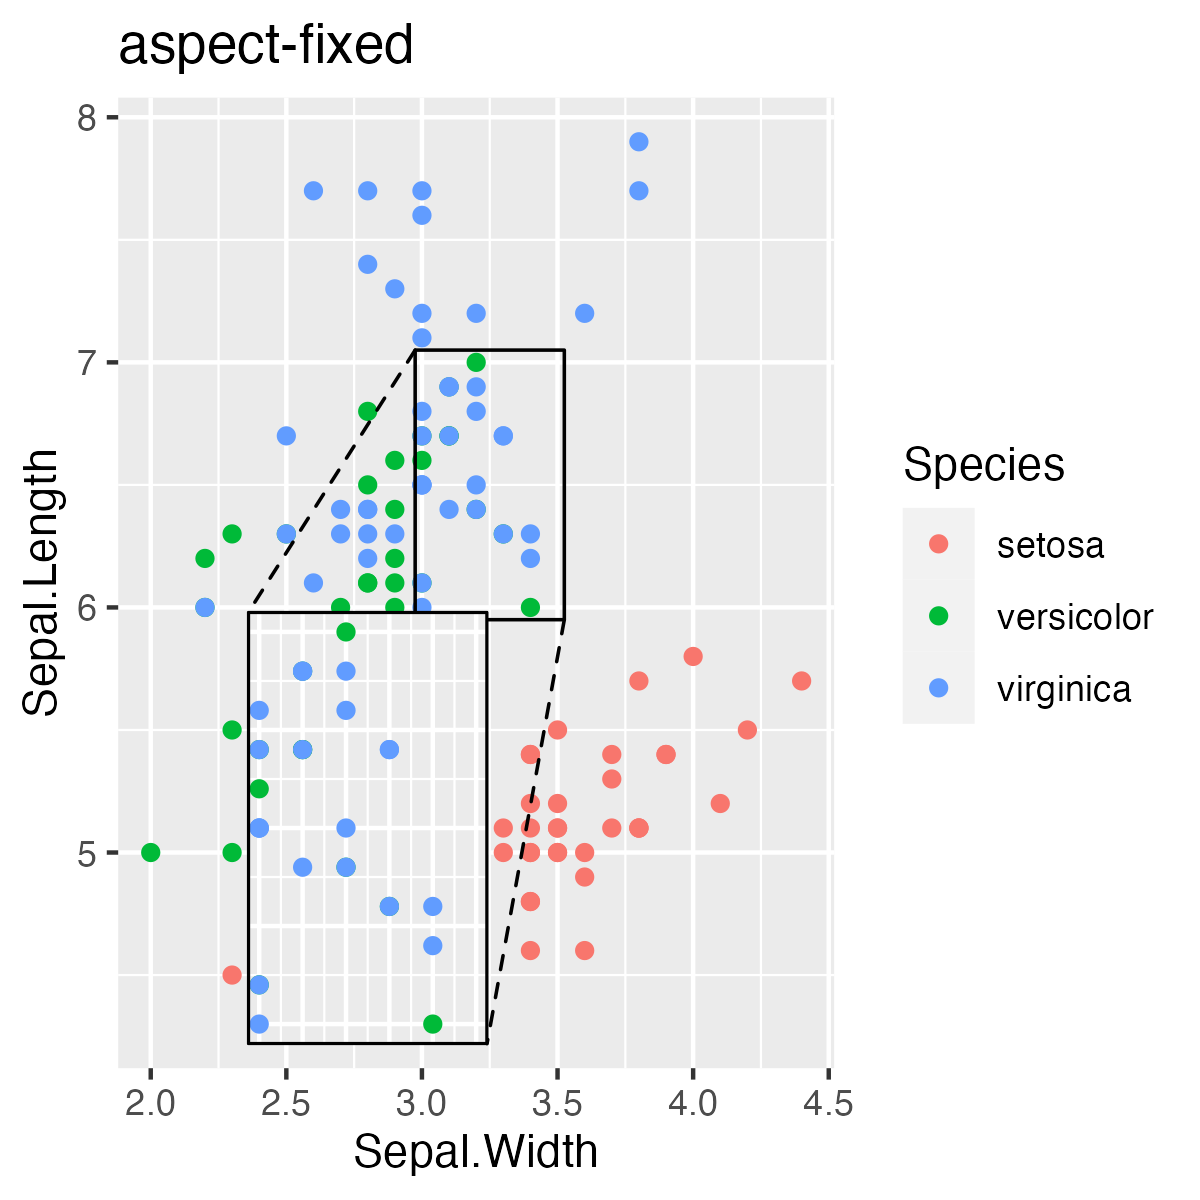 aspect-fixed
8
7
6
5
Sepal.Length
2.0 2.5 3.0 3.5 4.0 4.5
Sepal.Width
Species
setosa
versicolor
virginica